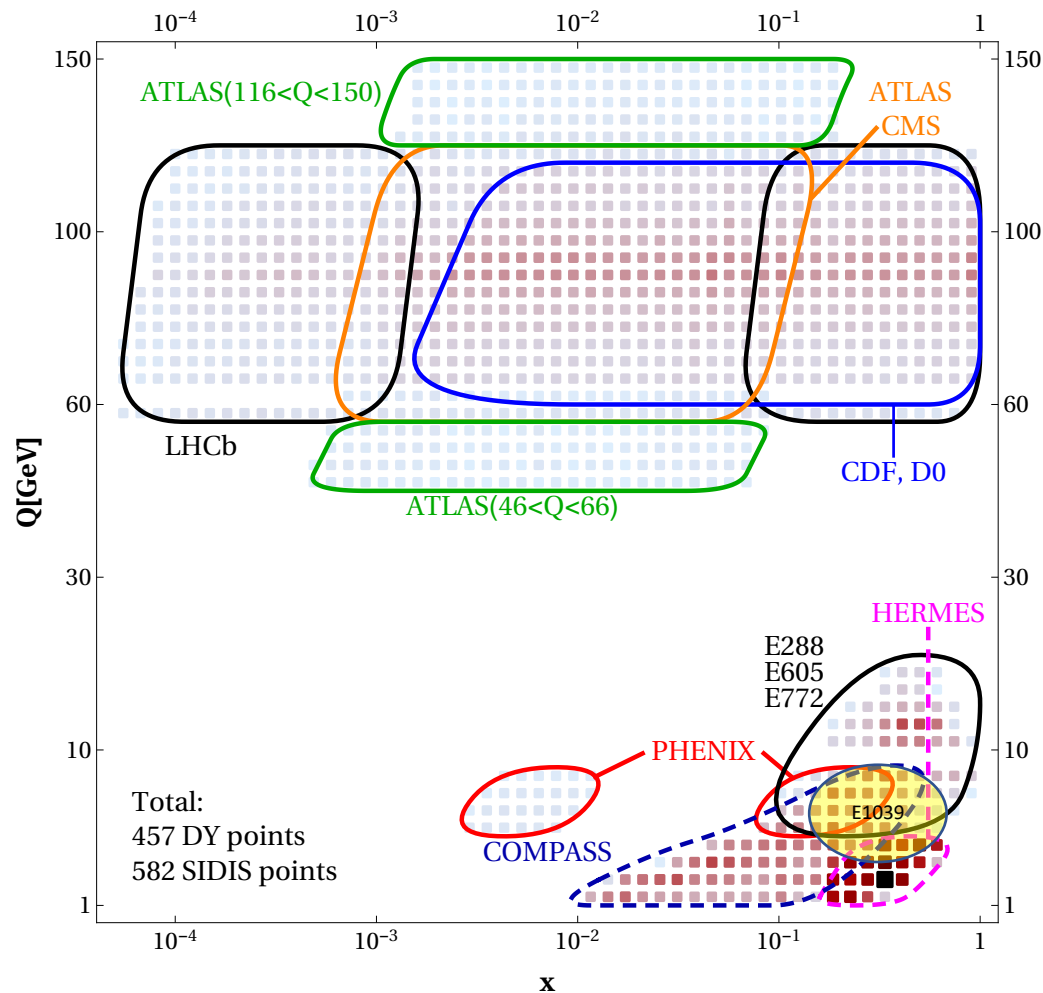 10⁻⁴ 10⁻³ 10⁻² 10⁻¹ 1
150 150
ATLAS(116<Q<150)
ATLAS
CMS
100 100
60 60
LHCb
CDF, D0
ATLAS(46<Q<66)
Q[GeV]
30 30
HERMES
E288
E605
E772
10 10
PHENIX
Total:
457 DY points
582 SIDIS points
E1039
COMPASS
1 1
10⁻⁴ 10⁻³ 10⁻² 10⁻¹ 1
x